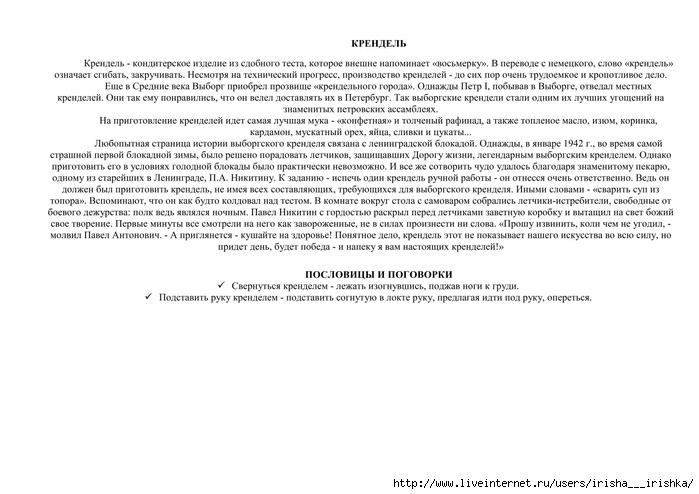 КРЕНДЕЛЬ
Крендель - кондитерское изделие из сдобного теста, которое внешне напоминает «восьмерку». В переводе с немецкого, слово «крендель»
означает сгибать, закручивать. Несмотря на технический прогресс, производство кренделей - до сих пор очень трудоемкое и кропотливое дело.
Еще в Средние века Выборг приобрел прозвище «крендельного города». Однажды Петр I, побывав в Выборге, отведал местных
кренделей. Они так ему понравились, что он велел доставлять их в Петербург. Так выборгские крендели стали одним их лучших угощений на
знаменитых петровских ассамблеях.
На приготовление кренделей идет самая лучшая мука - «конфетная» и толченый рафинад, а также топленое масло, изюм, коринка,
кардамон, мускатный орех, яйца, сливки и цукаты...
Любопытная страница истории выборгского кренделя связана с ленинградской блокадой. Однажды, в январе 1942 г., во время самой
страшной первой блокадной зимы, было решено порадовать летчиков, защищавших Дорогу жизни, легендарным выборгским кренделем. Однако
приготовить его в условиях голодной блокады было практически невозможно. И все же сотворить чудо удалось благодаря знаменитому пекарю,
одному из старейших в Ленинграде, П.А. Никитину. К заданию - испечь один крендель ручной работы - он отнесся очень ответственно. Ведь он
должен был приготовить крендель, не имея всех составляющих, требующихся для выборгского кренделя. Иными словами - «сварить суп из
топора». Вспоминают, что он как будто колдовал над тестом. В комнате вокруг стола с самоваром собрались летчики-истребители, свободные от
боевого дежурства: полк ведь являлся ночным. Павел Никитин с гордостью раскрыл перед летчиками заветную коробку и вытащил на свет божий
свое творение. Первые минуты все смотрели на него как завороженные, не в силах произнести ни слова. «Прошу извинить, коли чем не угодил, -
молвил Павел Антонович. - А приглянется - кушайте на здоровье! Понятное дело, крендель этот не показывает нашего искусства во всю силу, но
придет день, будет победа - и напеку я вам настоящих кренделей!»
ПОСЛОВИЦЫ И ПОГОВОРКИ
✓ Свернуться кренделем - лежать изогнувшись, поджав ноги к груди.
✓ Подставить руку кренделем - подставить согнутую в локте руку, предлагая идти под руку, опереться.
http://www.liveinternet.ru/users/irisha___irishka/